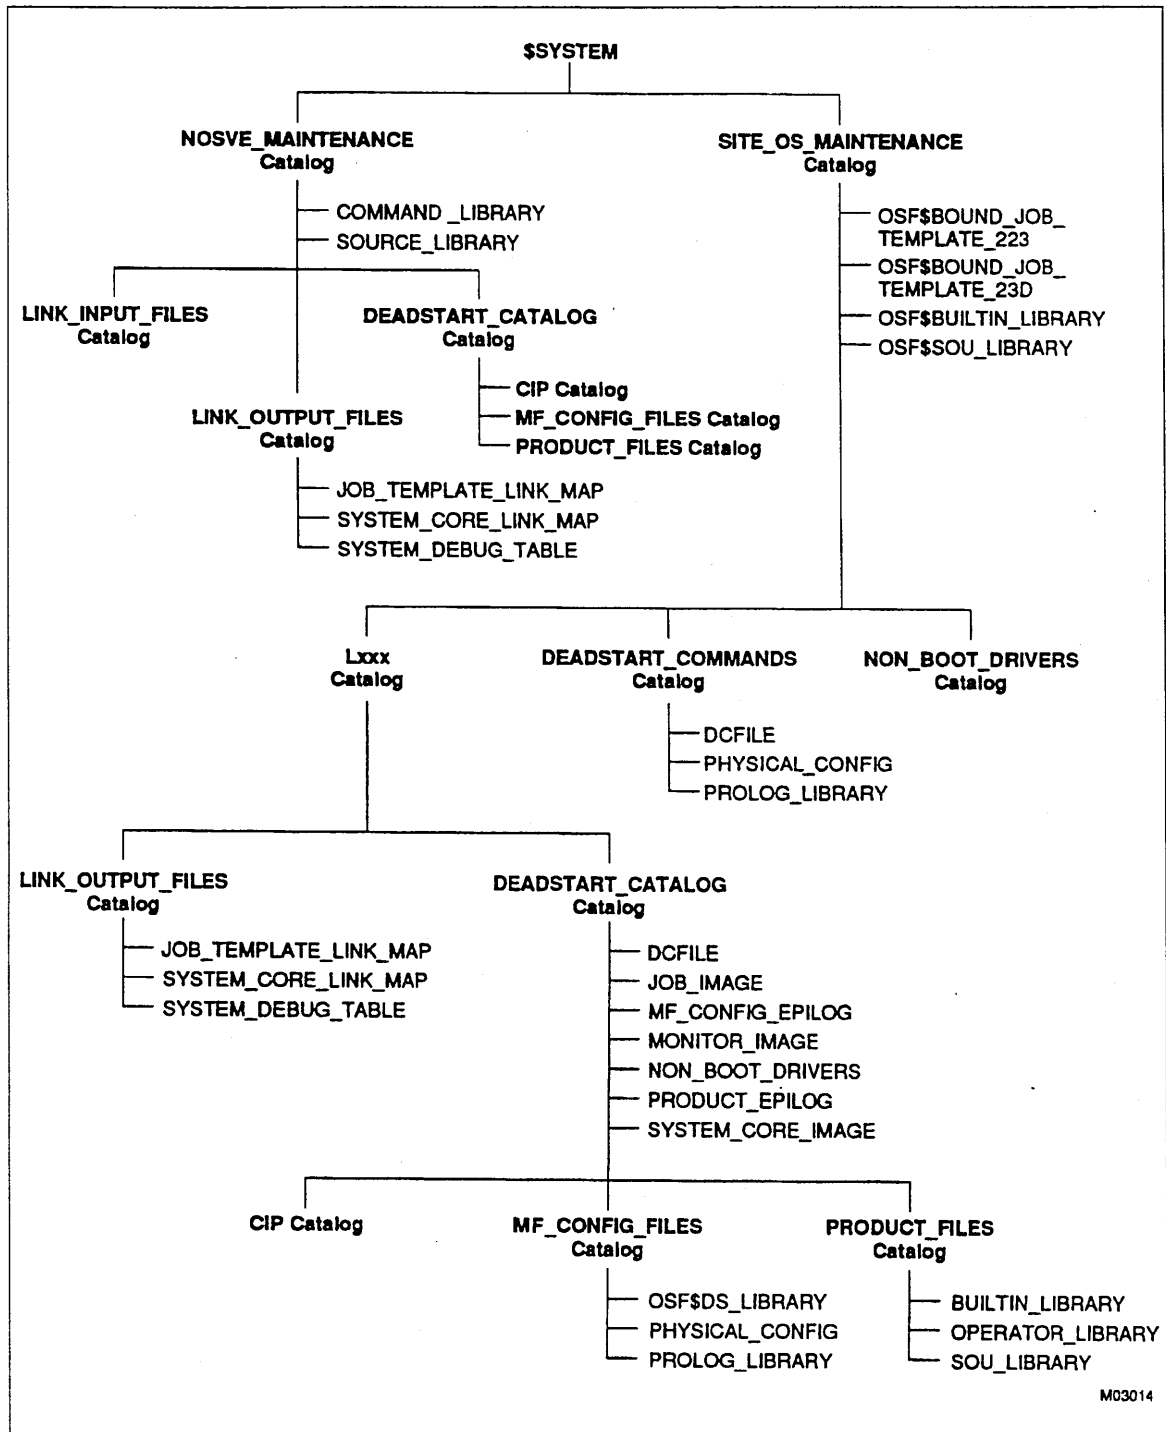 $SYSTEM
NOSVE_MAINTENANCE
Catalog
COMMAND _LIBRARY
SOURCE_LIBRARY
LINK_INPUT_FILES
Catalog
DEADSTART_CATALOG
Catalog
CIP Catalog
MF_CONFIG_FILES Catalog
PRODUCT_FILES Catalog
LINK_OUTPUT_FILES
Catalog
JOB_TEMPLATE_LINK_MAP
SYSTEM_CORE_LINK_MAP
SYSTEM_DEBUG_TABLE
SITE_OS_MAINTENANCE
Catalog
OSF$BOUND_JOB_
TEMPLATE_223
OSF$BOUND_JOB_
TEMPLATE_23D
OSF$BUILTIN_LIBRARY
OSF$SOU_LIBRARY
Lxxx
Catalog
DEADSTART_COMMANDS
Catalog
DCFILE
PHYSICAL_CONFIG
PROLOG_LIBRARY
NON_BOOT_DRIVERS
Catalog
LINK_OUTPUT_FILES
Catalog
JOB_TEMPLATE_LINK_MAP
SYSTEM_CORE_LINK_MAP
SYSTEM_DEBUG_TABLE
DEADSTART_CATALOG
Catalog
DCFILE
JOB_IMAGE
MF_CONFIG_EPILOG
MONITOR_IMAGE
NON_BOOT_DRIVERS
PRODUCT_EPILOG
SYSTEM_CORE_IMAGE
CIP Catalog
MF_CONFIG_FILES
Catalog
OSF$DS_LIBRARY
PHYSICAL_CONFIG
PROLOG_LIBRARY
PRODUCT_FILES
Catalog
BUILTIN_LIBRARY
OPERATOR_LIBRARY
SOU_LIBRARY
M03014